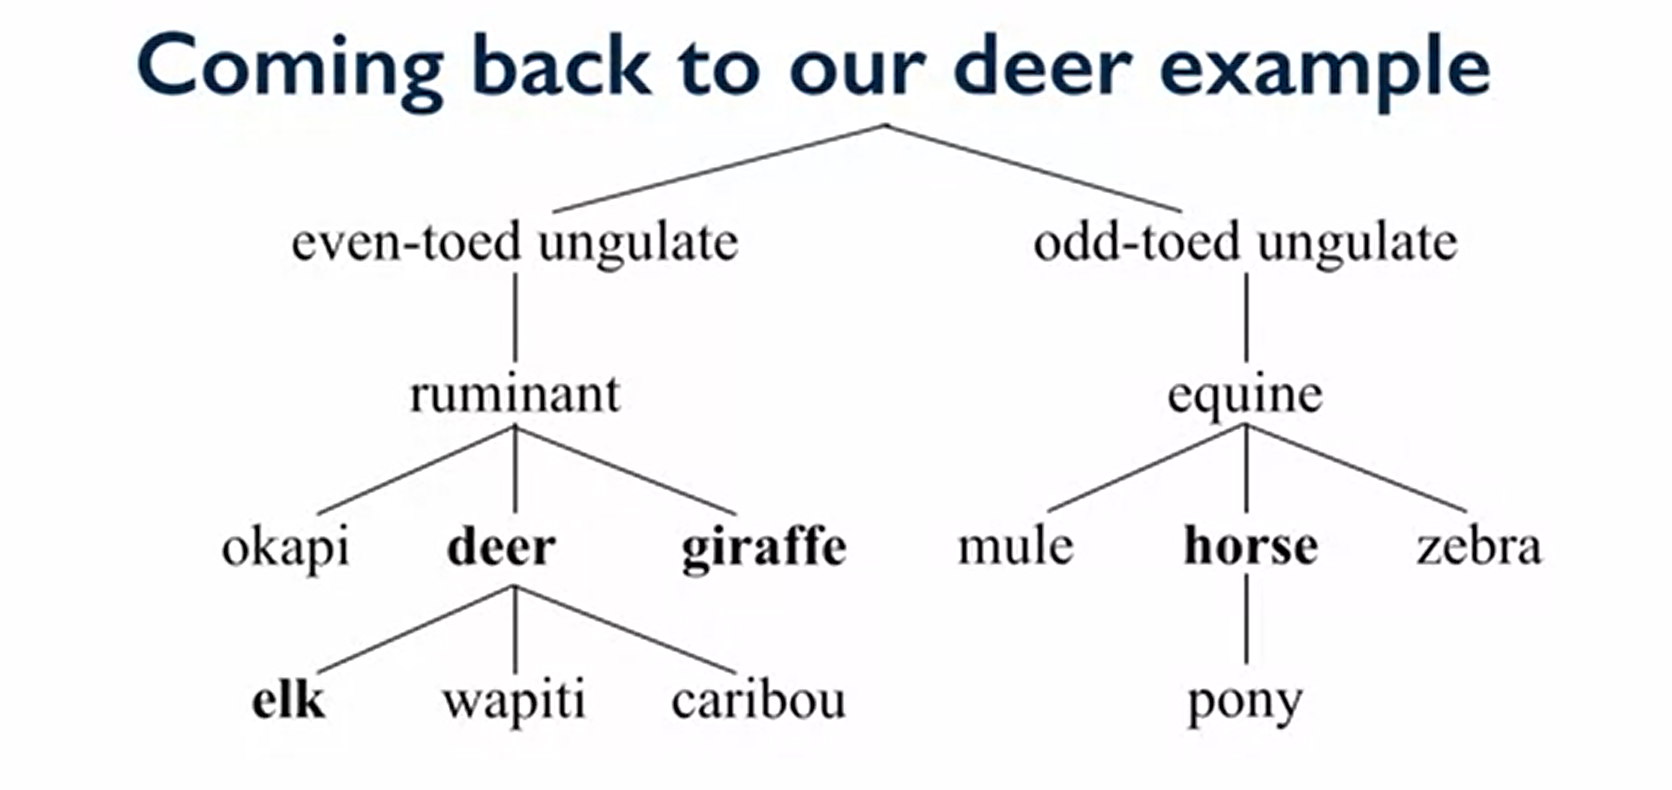 Coming back to our deer example
even-toed ungulate odd-toed ungulate
ruminant equine
okapi deer giraffe mule horse zebra
elk wapiti caribou pony